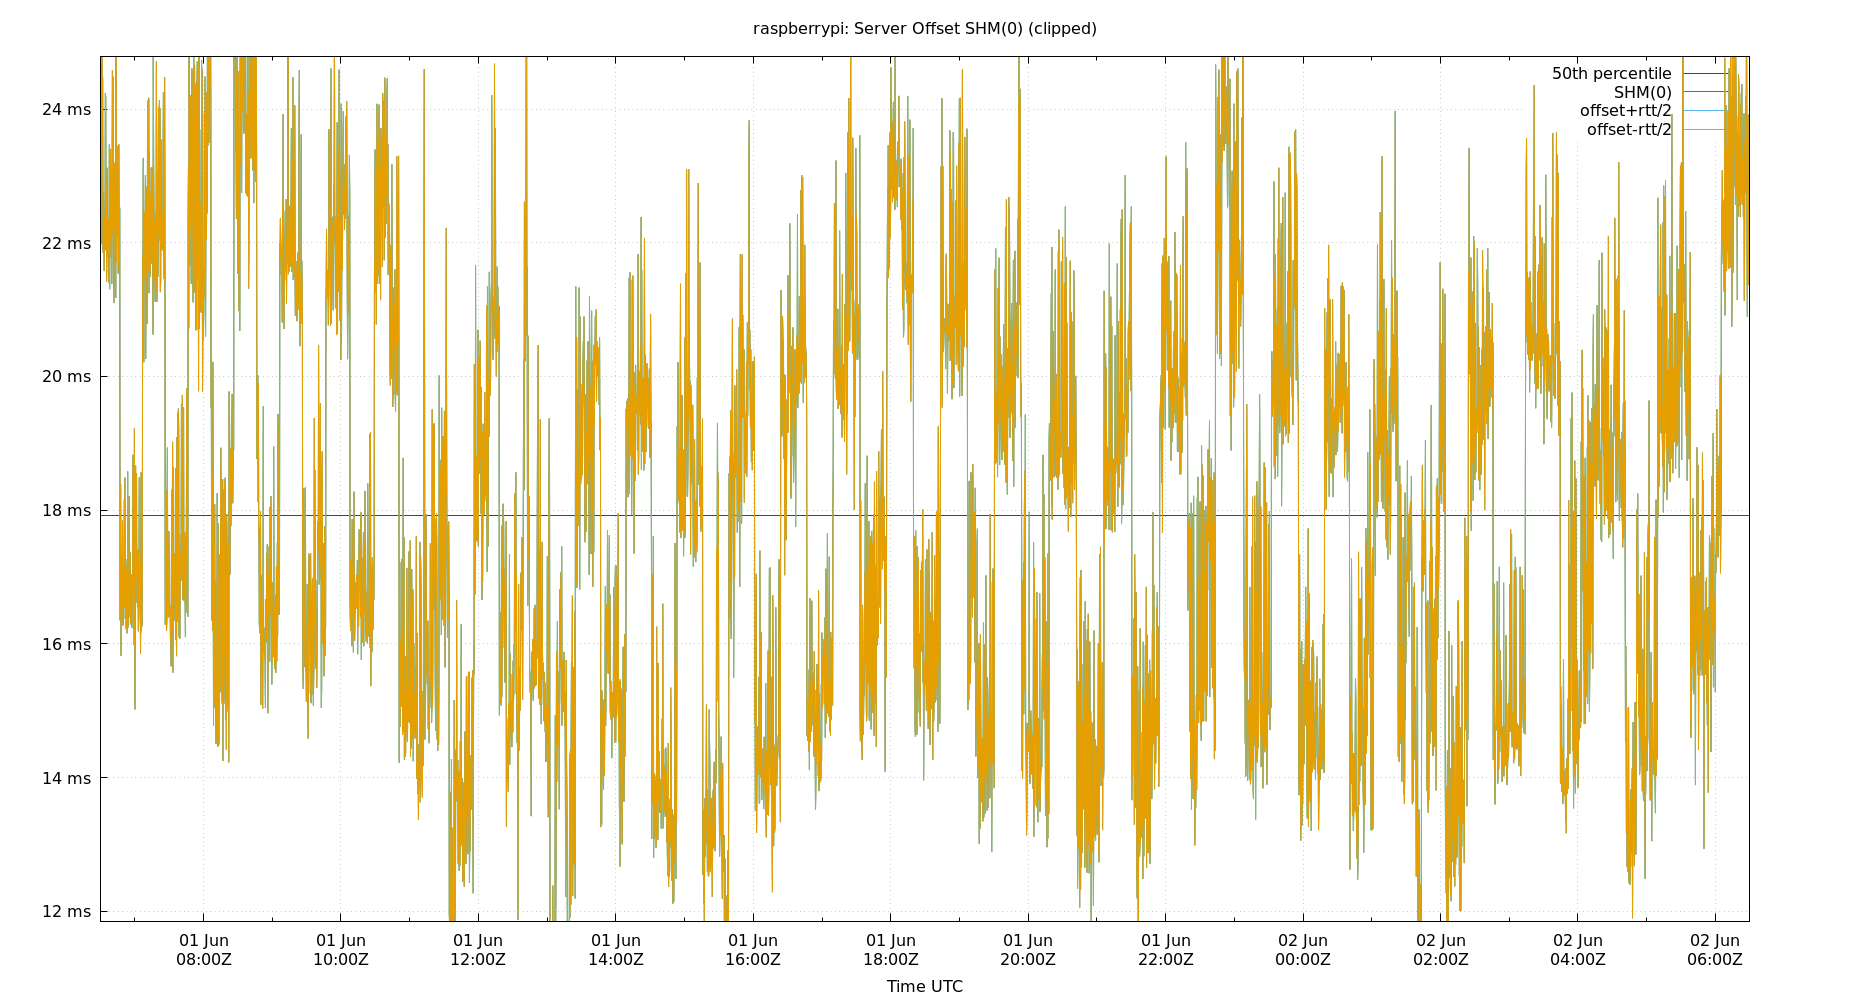 raspberrypi: Server Offset SHM(0) (clipped)
50th percentile
SHM(0)
offset+rtt/2
offset-rtt/2
24 ms
22 ms
20 ms
18 ms
16 ms
14 ms
12 ms
01 Jun 01 Jun 01 Jun 01 Jun 01 Jun 01 Jun 01 Jun 01 Jun 02 Jun 02 Jun 02 Jun 02 Jun
08:00Z 10:00Z 12:00Z 14:00Z 16:00Z 18:00Z 20:00Z 22:00Z 00:00Z 02:00Z 04:00Z 06:00Z
Time UTC